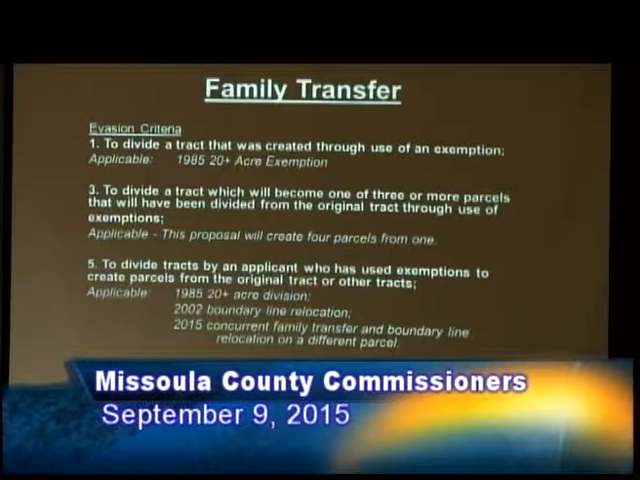 Family Transfer
Evasion Criteria
1. To divide a tract that was created through use of an exemption;
Applicable: 1985 20+ Acre Exemption
3. To divide a tract which will become one of three or more parcels
that will have been divided from the original tract through use of
exemptions;
Applicable - This proposal will create four parcels from one.
5. To divide tracts by an applicant who has used exemptions to
create parcels from the original tract or other tracts;
Applicable: 1985 20+ acre division;
2002 boundary line relocation;
2015 concurrent family transfer and boundary line
relocation on a different parcel.
Missoula County Commissioners
September 9, 2015